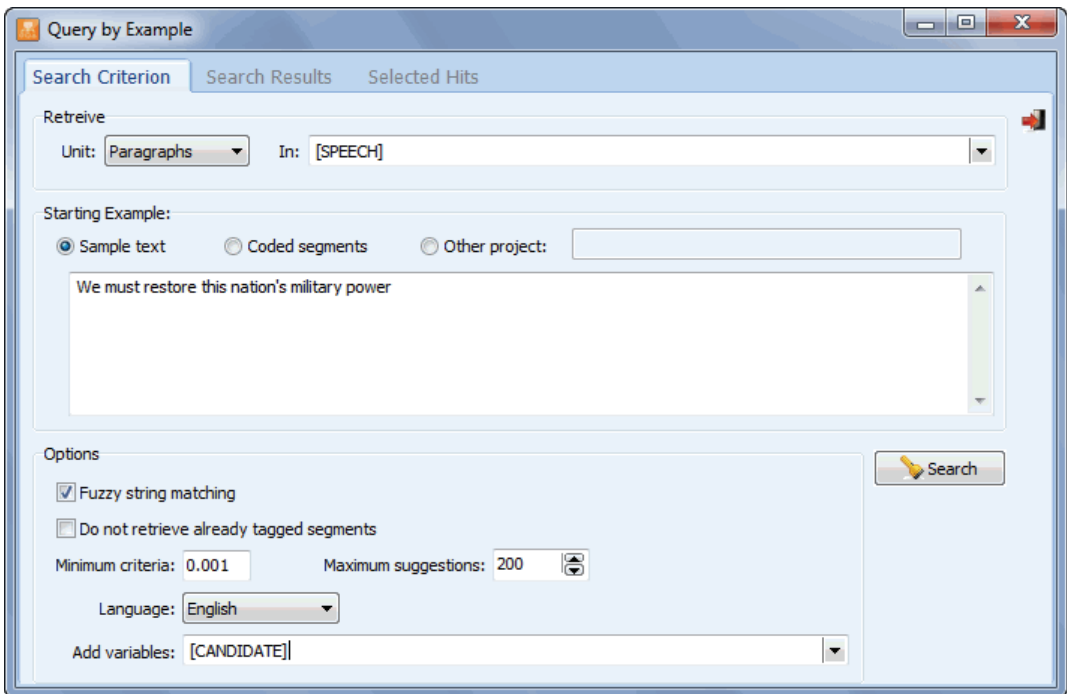 Query by Example
Search Criterion Search Results Selected Hits
Retreive
Unit: Paragraphs In: [SPEECH]
Starting Example:
Sample text Coded segments Other project:
We must restore this nation's military power
Options
Search
Fuzzy string matching
Do not retrieve already tagged segments
Minimum criteria: 0.001 Maximum suggestions: 200
Language: English
Add variables: [CANDIDATE]